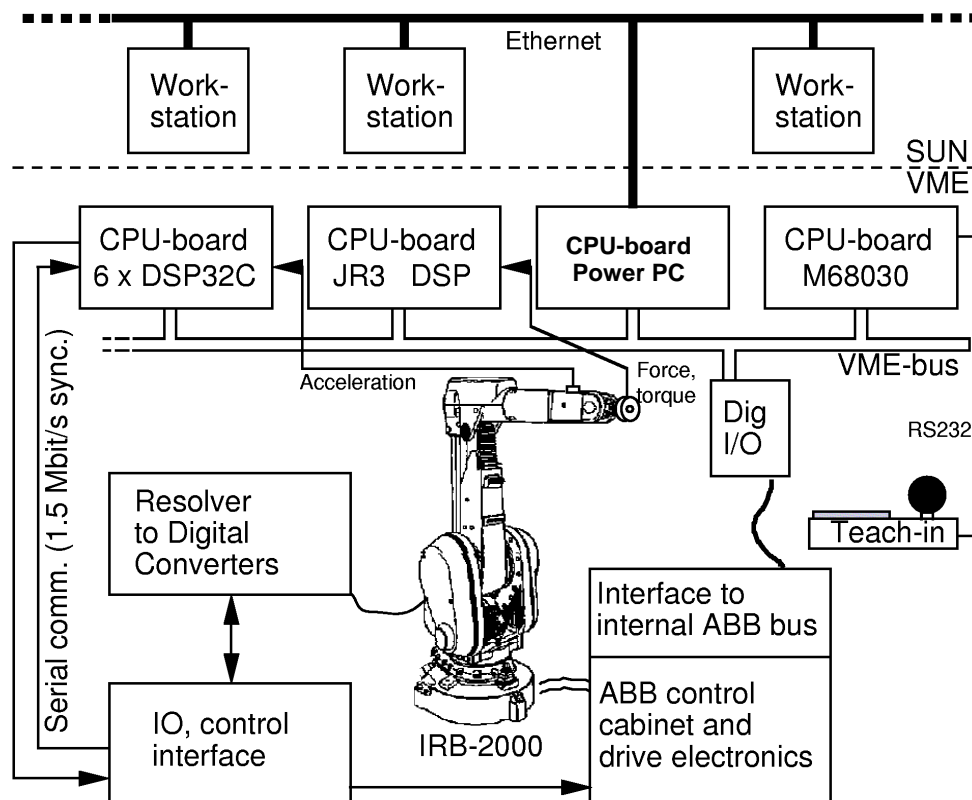 Ethernet
Work-
station
Work-
station
Work-
station
SUN
VME
CPU-board
6 x DSP32C
CPU-board
JR3 DSP
CPU-board
Power PC
CPU-board
M68030
VME-bus
Acceleration
Force,
torque
Dig
I/O
RS232
Serial comm. (1.5 Mbit/s sync.)
Resolver
to Digital
Converters
Teach-in
Interface to
internal ABB bus
IO, control
interface
IRB-2000
ABB control
cabinet and
drive electronics